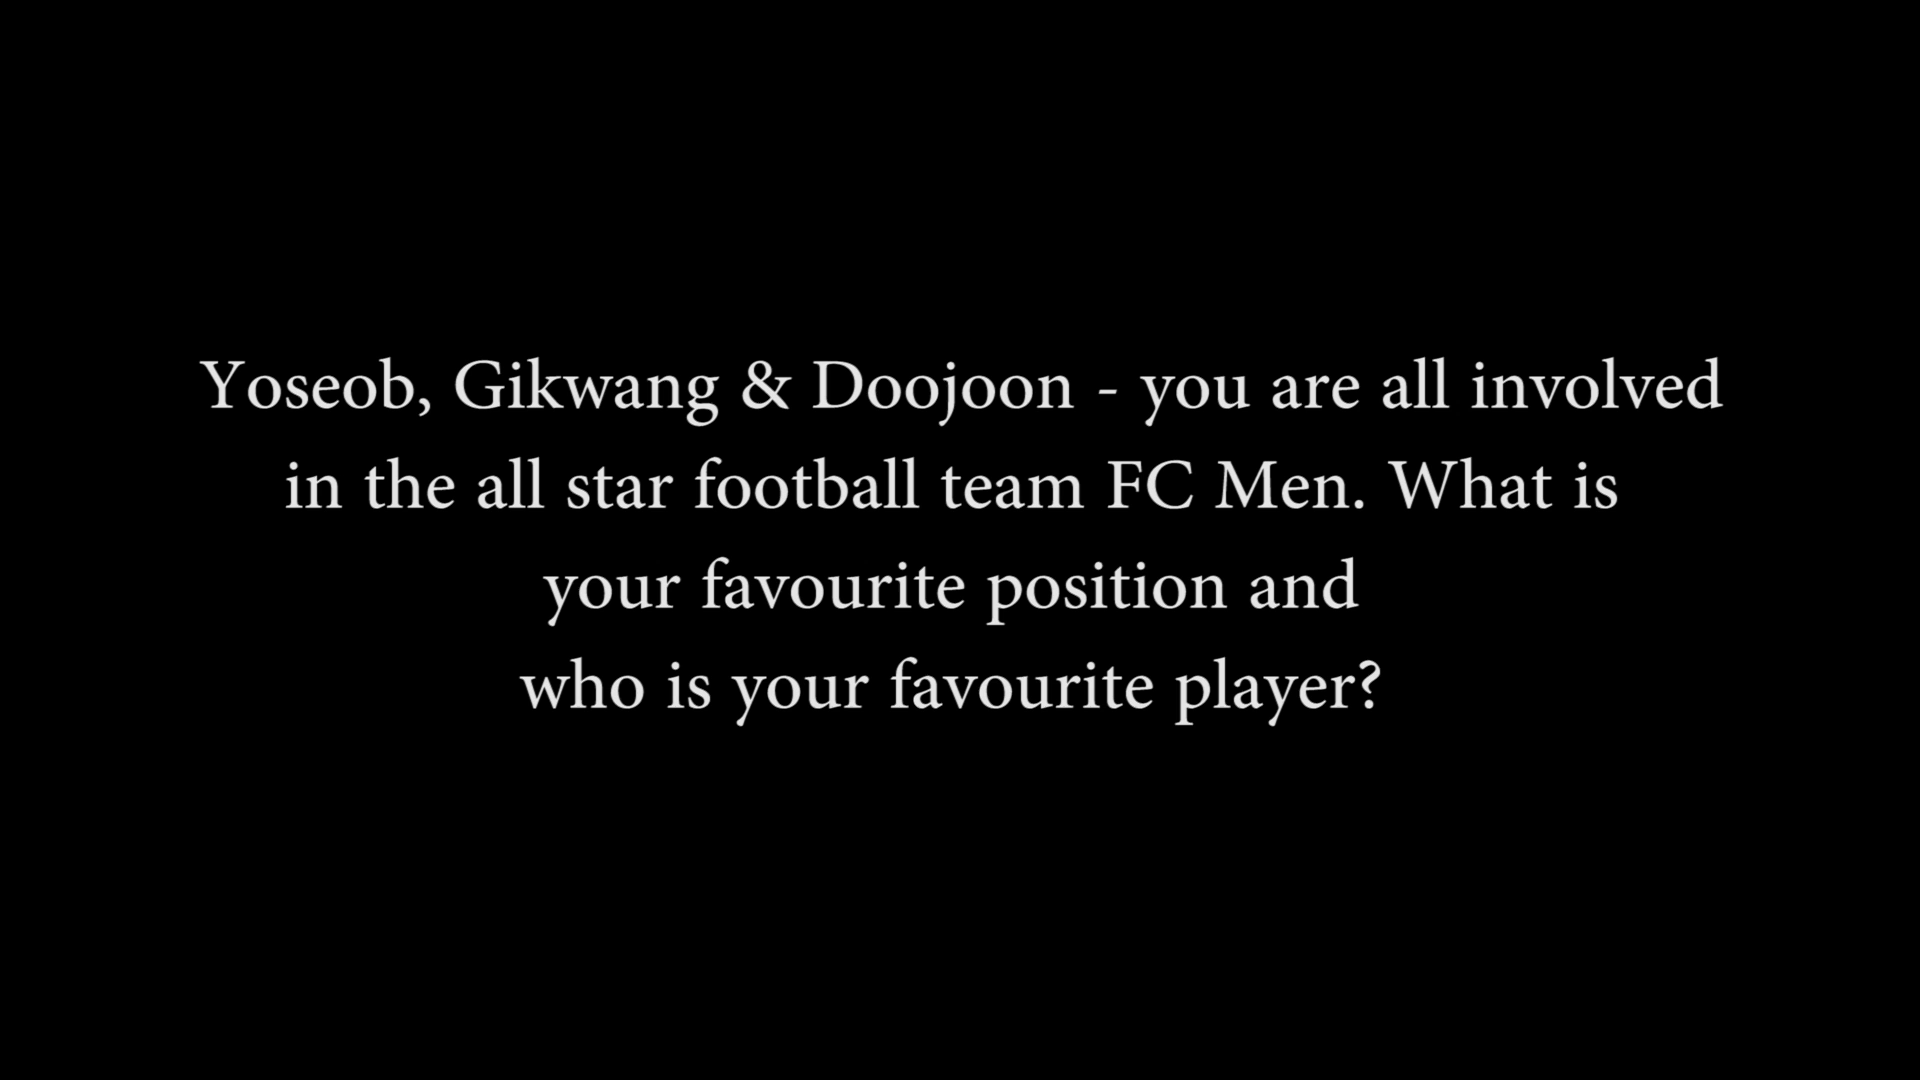 Yoseob, Gikwang & Doojoon - you are all involved
in the all star football team FC Men. What is
your favourite position and
who is your favourite player?